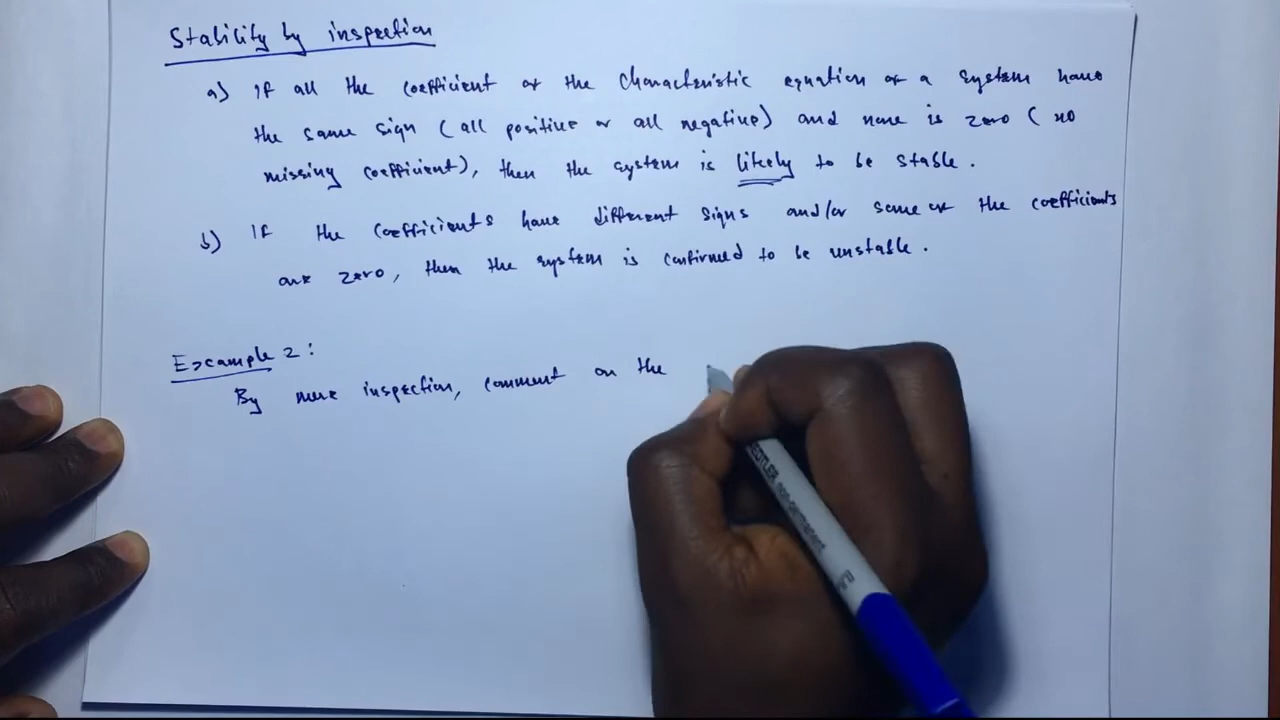 Stability by inspection
a) If all the coefficient of the characteristic equation of a system have
the same sign (all positive or all negative) and none is zero (no
missing coefficient), then the system is likely to be stable.
b) If the coefficients have different signs and/or some of the coefficients
are zero, then the system is confirmed to be unstable.
Example 2:
By mere inspection, comment on the
STAEDTLER non-permanent